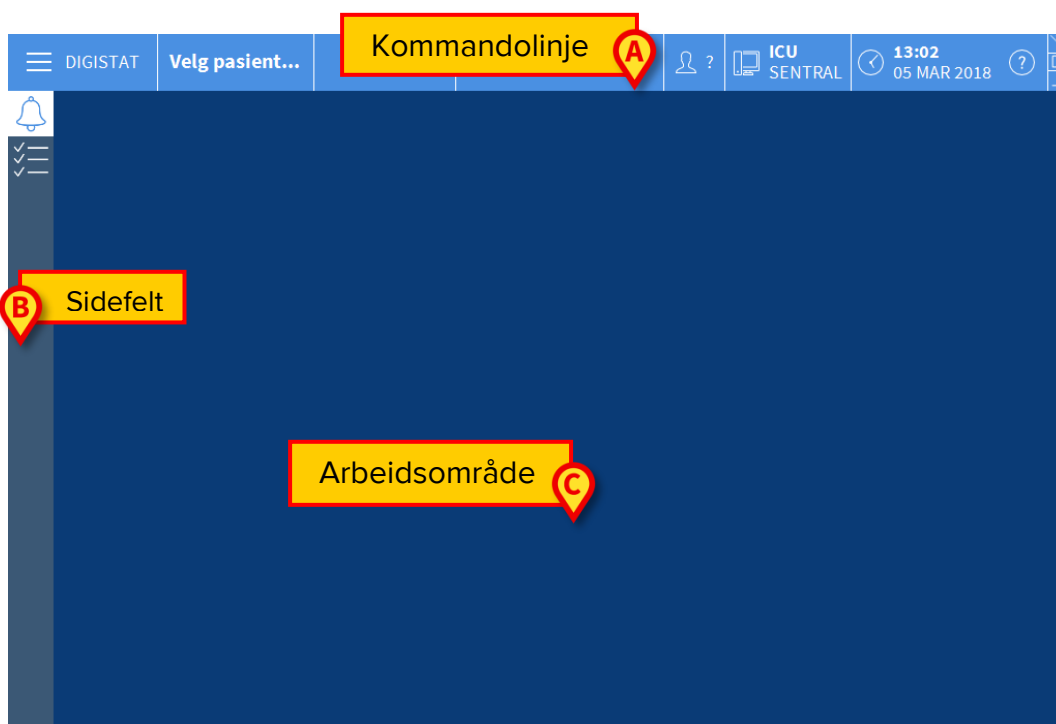 Kommandolinje
A
DIGISTAT
Velg pasient...
?
ICU
SENTRAL
13:02
05 MAR 2018
?
B
Sidefelt
Arbeidsområde
C